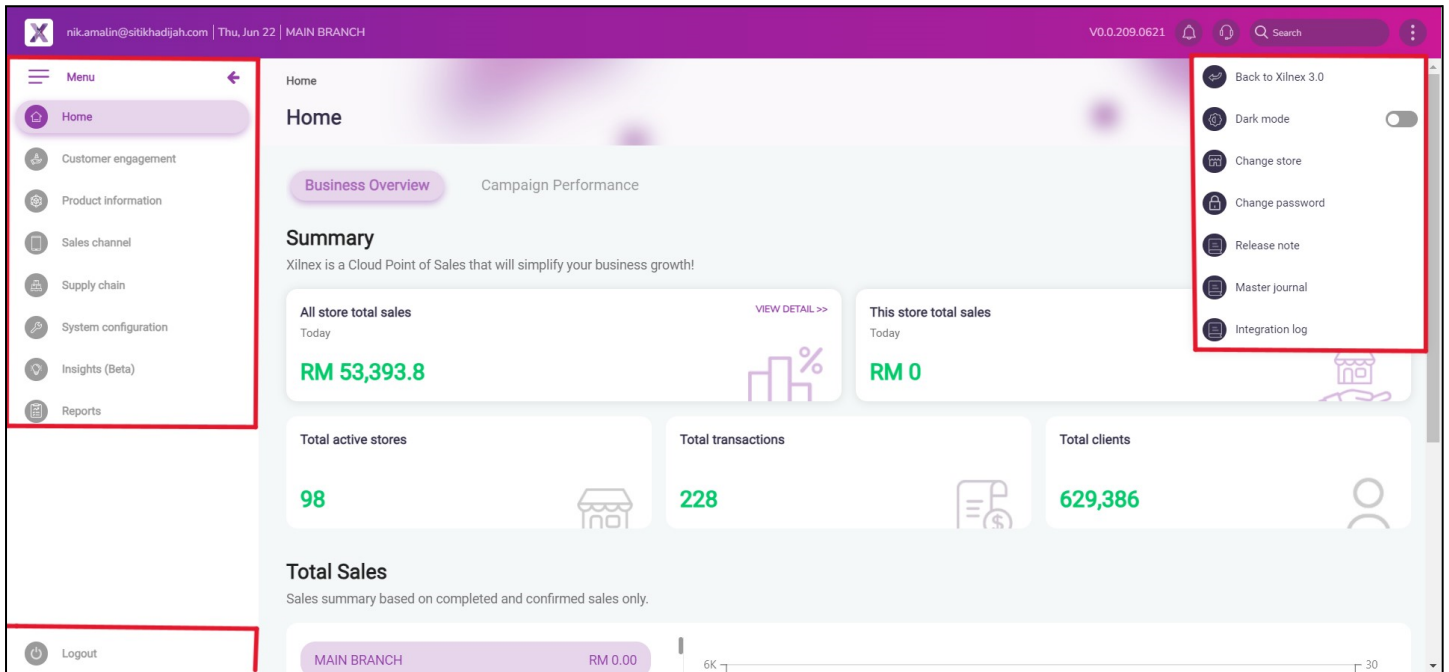 X nik.amalin@sitikhadijah.com | Thu, Jun 22 | MAIN BRANCH V0.0.209.0621 Search
Menu
Home
Customer engagement
Product information
Sales channel
Supply chain
System configuration
Insights (Beta)
Reports
Logout
Home
Home
Business Overview Campaign Performance
Summary
Xilnex is a Cloud Point of Sales that will simplify your business growth!
All store total sales VIEW DETAIL >>
Today
RM 53,393.8
%
This store total sales
Today
RM 0
Total active stores
98
Total transactions
228
$
Total clients
629,386
Total Sales
Sales summary based on completed and confirmed sales only.
MAIN BRANCH RM 0.00
6K 30
Back to Xilnex 3.0
Dark mode
Change store
Change password
Release note
Master journal
Integration log